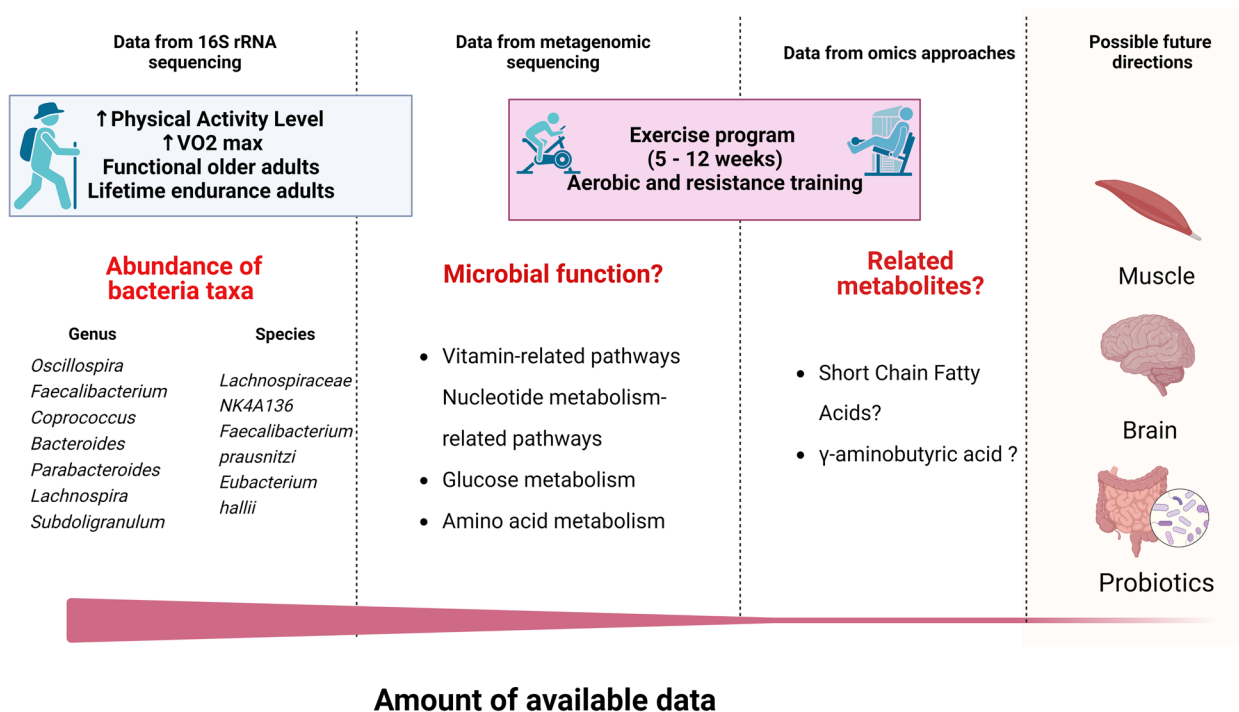 Data from 16S rRNA
sequencing
Data from metagenomic
sequencing
Data from omics approaches
Possible future
directions
↑Physical Activity Level
↑VO2 max
Functional older adults
Lifetime endurance adults
Exercise program
(5 - 12 weeks)
Aerobic and resistance training
Abundance of
bacteria taxa
Genus
Oscillospira
Faecalibacterium
Coprococcus
Bacteroides
Parabacteroides
Lachnospira
Subdoligranulum
Species
Lachnospiraceae
NK4A136
Faecalibacterium
prausnitzi
Eubacterium
hallii
Microbial function?
• Vitamin-related pathways
Nucleotide metabolism-
related pathways
• Glucose metabolism
• Amino acid metabolism
Related
metabolites?
• Short Chain Fatty
Acids?
• γ-aminobutyric acid ?
Muscle
Brain
Probiotics
Amount of available data